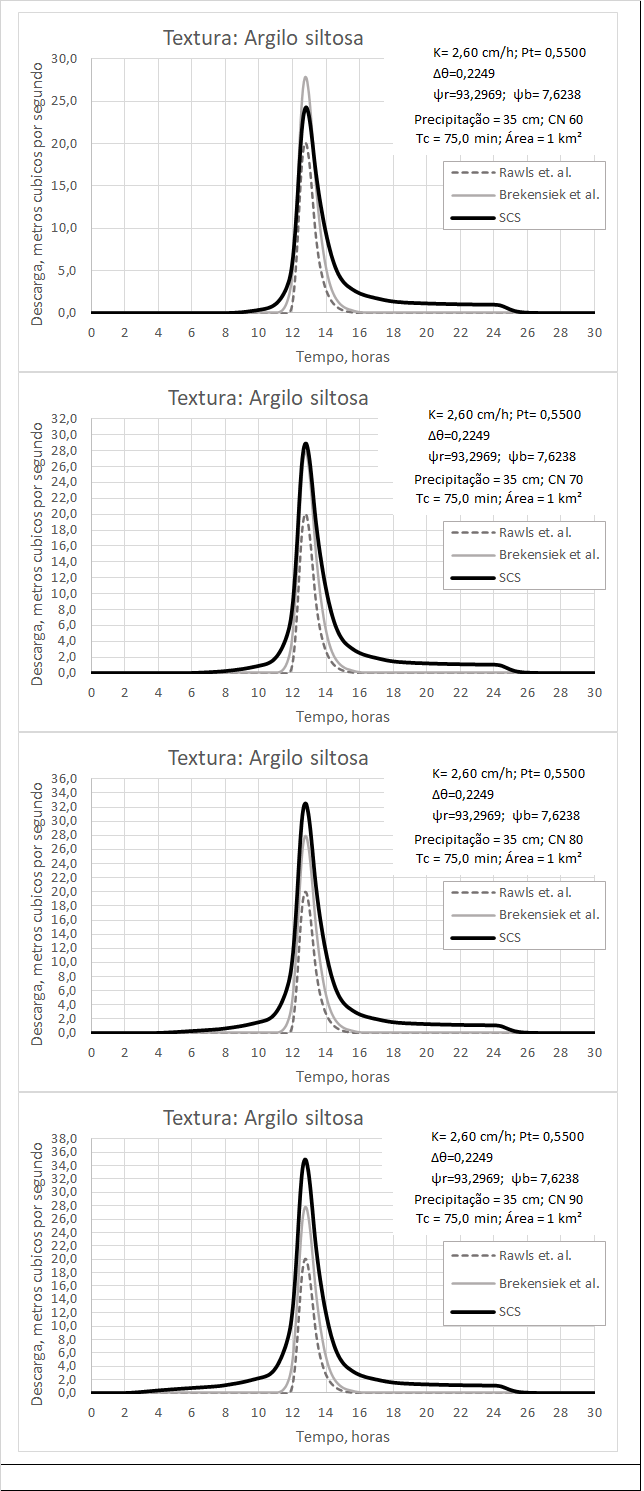 Textura: Argilo siltosa
K= 2,60 cm/h; Pt= 0,5500
Δθ=0,2249
ψr=93,2969; ψb= 7,6238
Precipitação = 35 cm; CN 60
Tc = 75,0 min; Área = 1 km²
Rawls et. al.
Brekensiek et al.
SCS
Descarga, metros cubicos por segundo
30,0
25,0
20,0
15,0
10,0
5,0
0,0
0 2 4 6 8 10 12 14 16 18 20 22 24 26 28 30
Tempo, horas
Textura: Argilo siltosa
K= 2,60 cm/h; Pt= 0,5500
Δθ=0,2249
ψr=93,2969; ψb= 7,6238
Precipitação = 35 cm; CN 70
Tc = 75,0 min; Área = 1 km²
Rawls et. al.
Brekensiek et al.
SCS
Descarga, metros cubicos por segundo
32,0
30,0
28,0
26,0
24,0
22,0
20,0
18,0
16,0
14,0
12,0
10,0
8,0
6,0
4,0
2,0
0,0
0 2 4 6 8 10 12 14 16 18 20 22 24 26 28 30
Tempo, horas
Textura: Argilo siltosa
K= 2,60 cm/h; Pt= 0,5500
Δθ=0,2249
ψr=93,2969; ψb= 7,6238
Precipitação = 35 cm; CN 80
Tc = 75,0 min; Área = 1 km²
Rawls et. al.
Brekensiek et al.
SCS
Descarga, metros cubicos por segundo
36,0
34,0
32,0
30,0
28,0
26,0
24,0
22,0
20,0
18,0
16,0
14,0
12,0
10,0
8,0
6,0
4,0
2,0
0,0
0 2 4 6 8 10 12 14 16 18 20 22 24 26 28 30
Tempo, horas
Textura: Argilo siltosa
K= 2,60 cm/h; Pt= 0,5500
Δθ=0,2249
ψr=93,2969; ψb= 7,6238
Precipitação = 35 cm; CN 90
Tc = 75,0 min; Área = 1 km²
Rawls et. al.
Brekensiek et al.
SCS
Descarga, metros cubicos por segundo
38,0
36,0
34,0
32,0
30,0
28,0
26,0
24,0
22,0
20,0
18,0
16,0
14,0
12,0
10,0
8,0
6,0
4,0
2,0
0,0
0 2 4 6 8 10 12 14 16 18 20 22 24 26 28 30
Tempo, horas